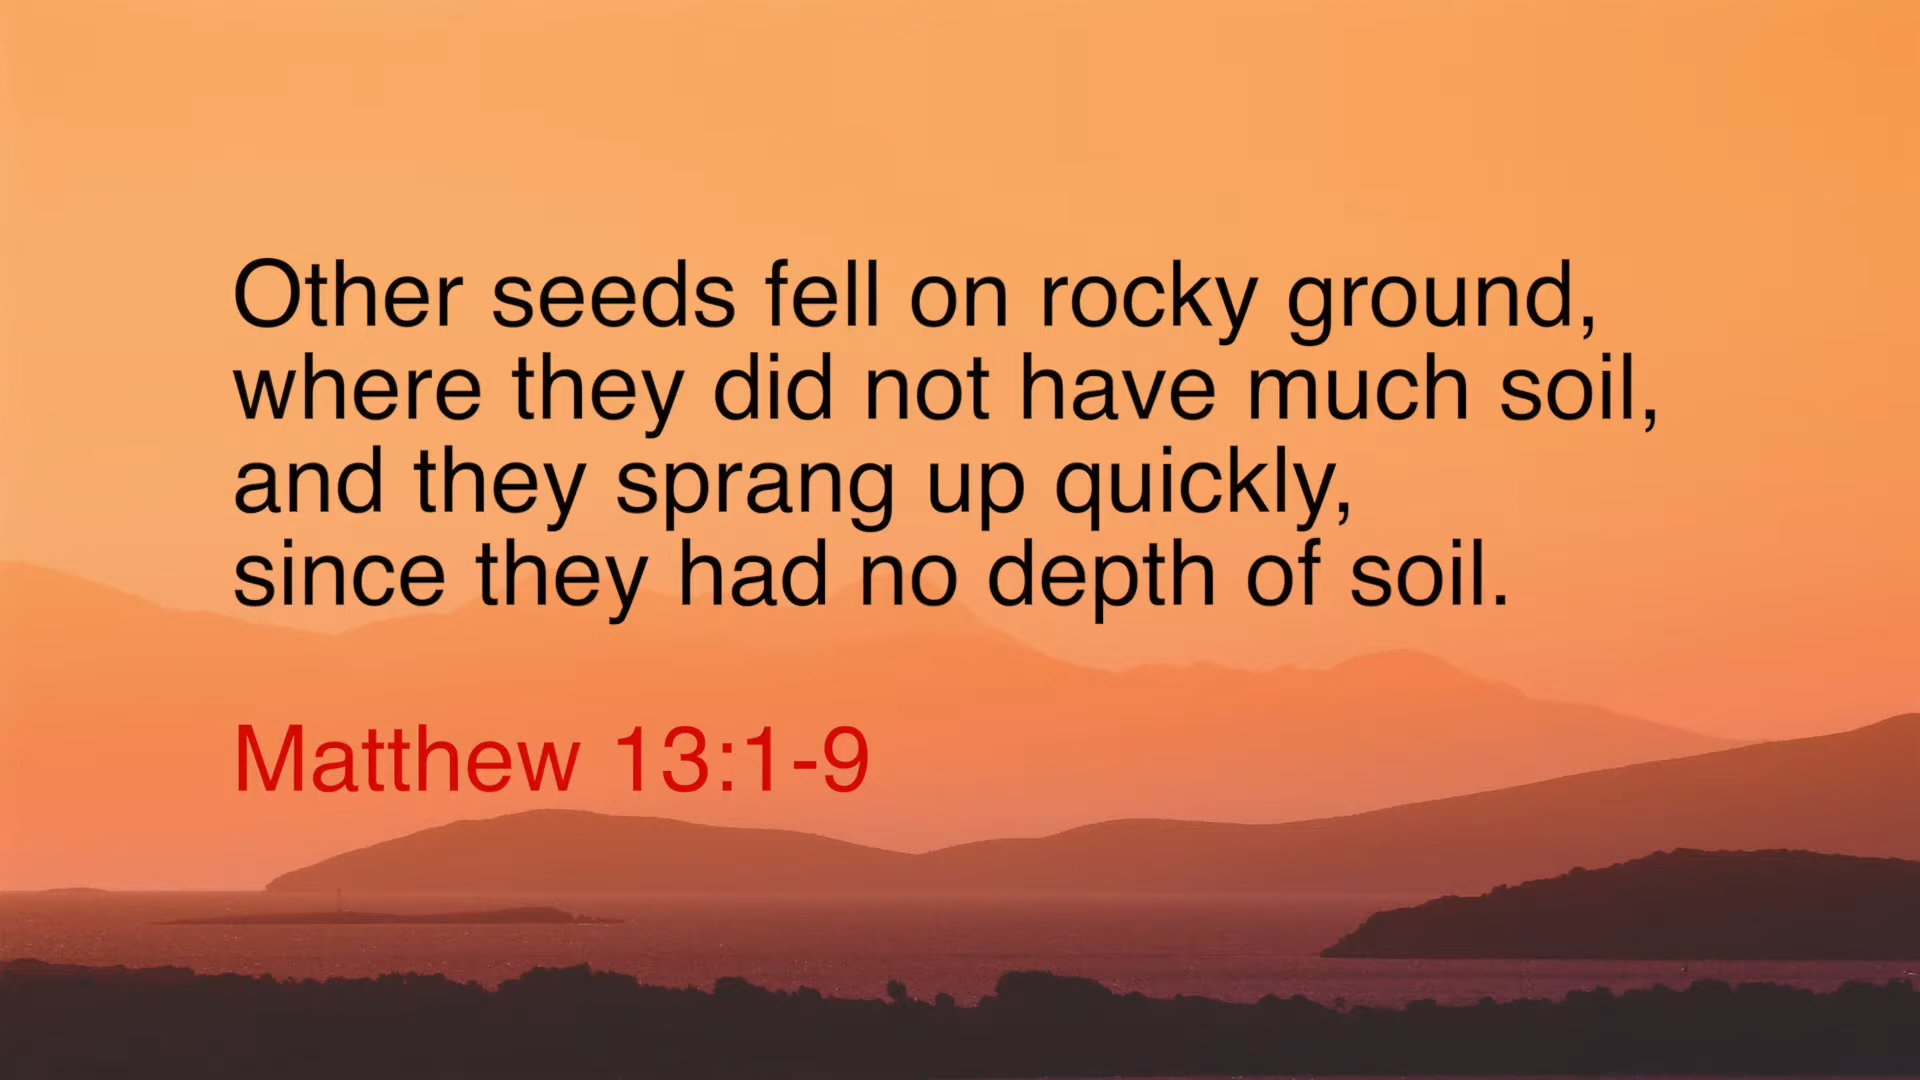 Other seeds fell on rocky ground,
where they did not have much soil,
and they sprang up quickly,
since they had no depth of soil.
Matthew 13:1-9